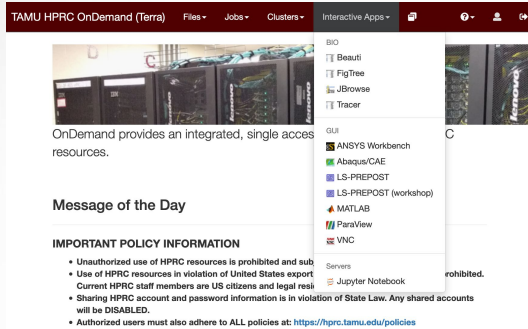 TAMU HPRC OnDemand (Terra) Files Jobs Clusters Interactive Apps
BIO
Beauti
FigTree
JBrowse
Tracer
GUI
ANSYS Workbench
Abaqus/CAE
LS-PREPOST
LS-PREPOST (workshop)
MATLAB
ParaView
VNC
Servers
Jupyter Notebook
IBM
lenovo
lenovo
OnDemand provides an integrated, single acces C
resources.
Message of the Day
IMPORTANT POLICY INFORMATION
• Unauthorized use of HPRC resources is prohibited and sub
• Use of HPRC resources in violation of United States export rohibited.
Current HPRC staff members are US citizens and legal resi
• Sharing HPRC account and password information is in violation of State Law. Any shared accounts
will be DISABLED.
• Authorized users must also adhere to ALL policies at: https://hprc.tamu.edu/policies